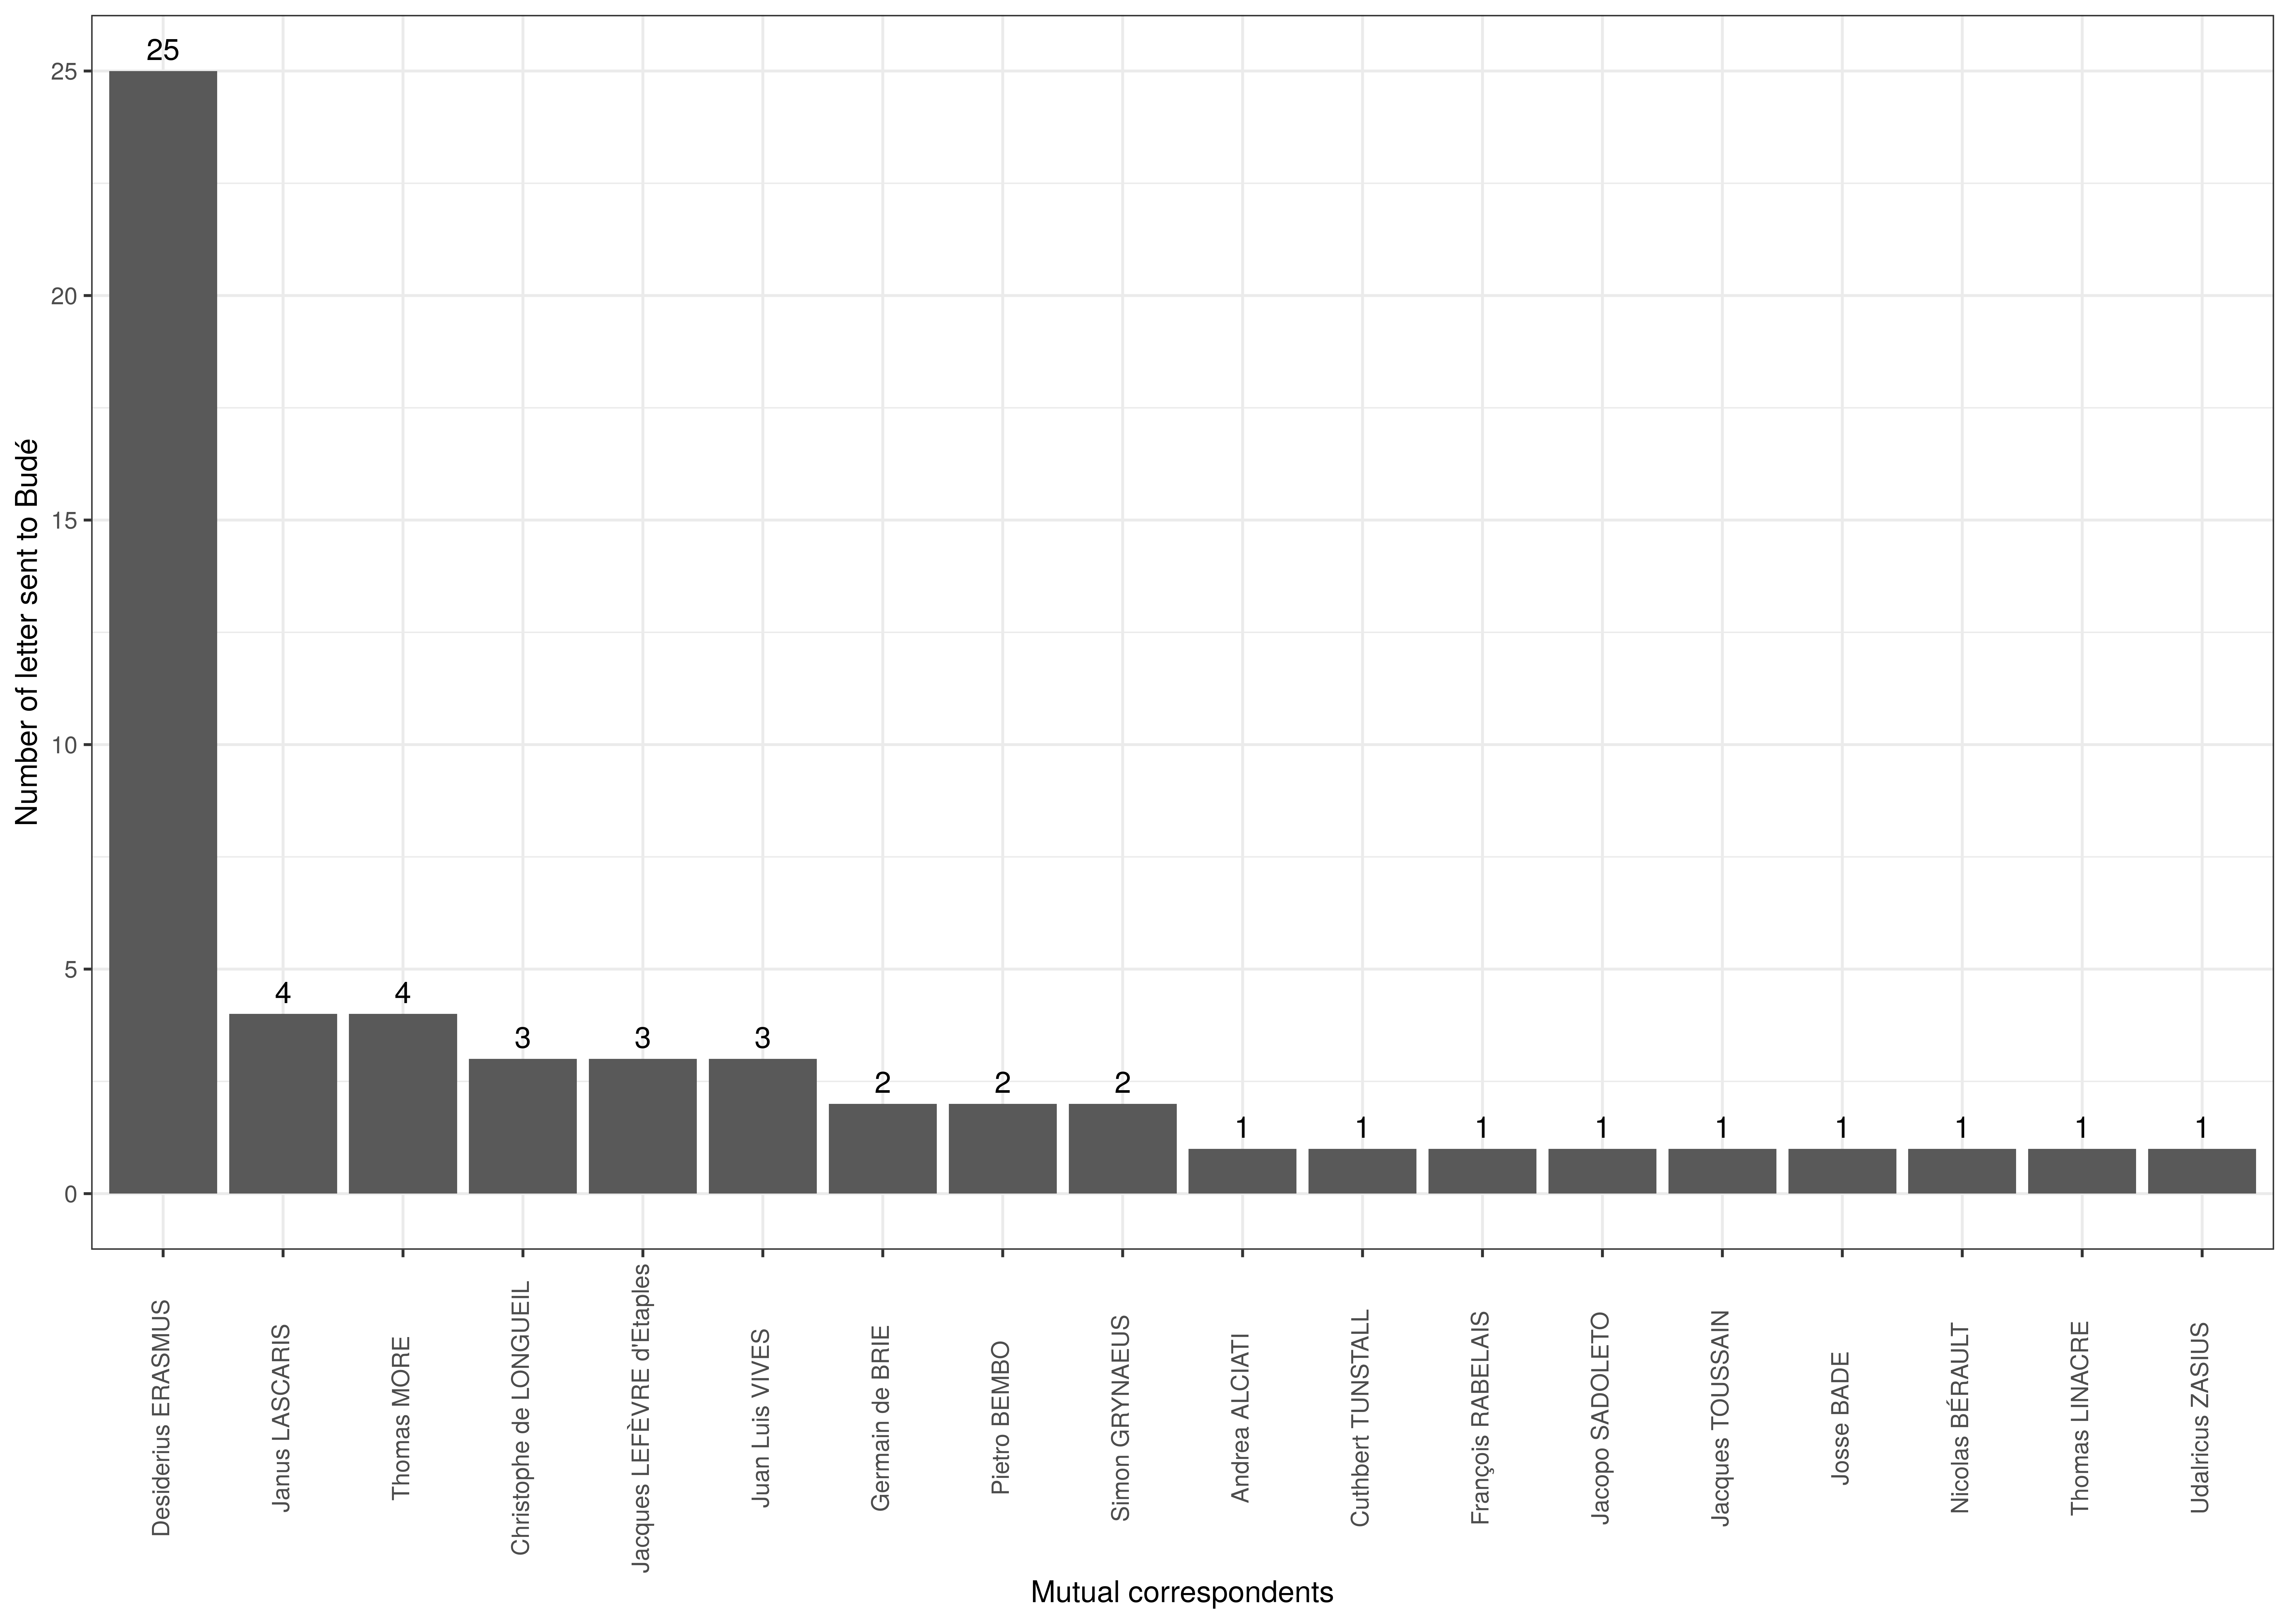 Number of letter sent to Budé
25
20
15
10
5
0
25
4
4
3
3
3
2
2
2
1
1
1
1
1
1
1
1
1
Desiderius ERASMUS
Janus LASCARIS
Thomas MORE
Christophe de LONGUEIL
Jacques LEFÈVRE d'Etaples
Juan Luis VIVES
Germain de BRIE
Pietro BEMBO
Simon GRYNAEUS
Andrea ALCIATI
Cuthbert TUNSTALL
François RABELAIS
Jacopo SADOLETO
Jacques TOUSSAIN
Josse BADE
Nicolas BÉRAULT
Thomas LINACRE
Udalricus ZASIUS
Mutual correspondents